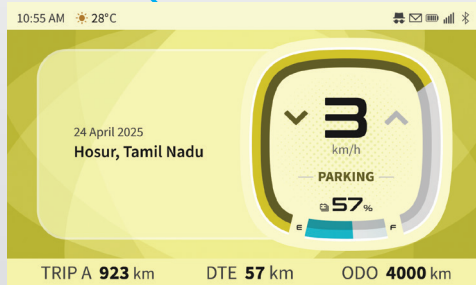 10:55 AM 28°C
24 April 2025
Hosur, Tamil Nadu
3
km/h
PARKING
57%
E F
TRIP A 923 km DTE 57 km ODO 4000 km